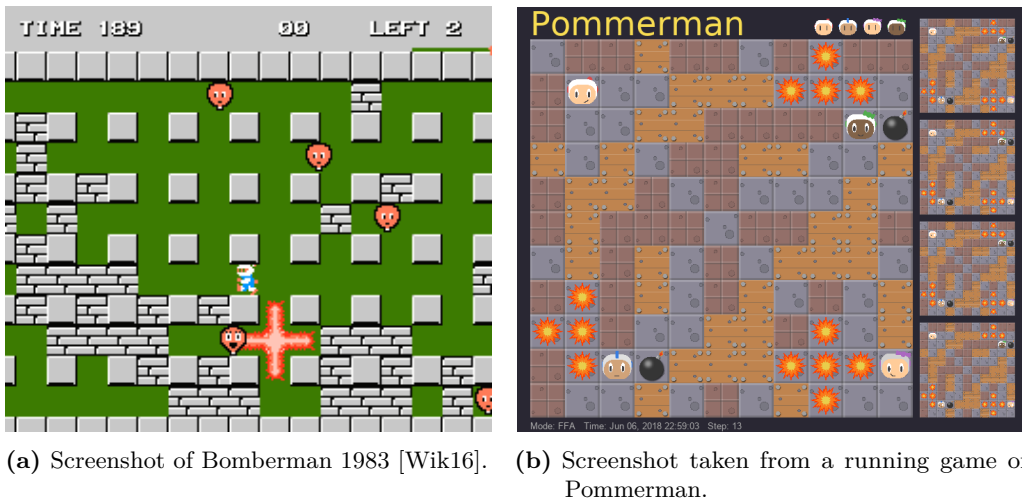 TIME 189 00 LEFT 2
Pommerman
Mode: FFA Time: Jun 06, 2018 22:59:03 Step: 13
(a) Screenshot of Bomberman 1983 [Wik16].
(b) Screenshot taken from a running game of
Pommerman.